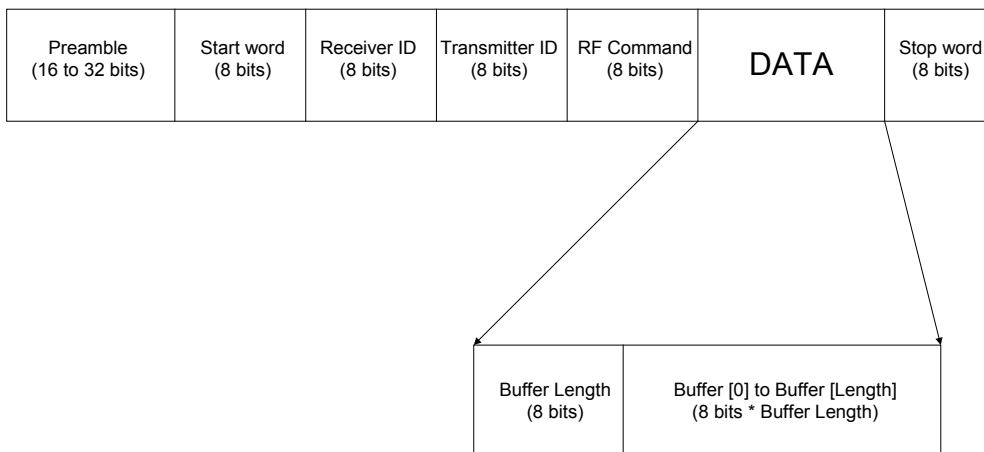 Preamble
(16 to 32 bits)
Start word
(8 bits)
Receiver ID
(8 bits)
Transmitter ID
(8 bits)
RF Command
(8 bits)
DATA
Stop word
(8 bits)
Buffer Length
(8 bits)
Buffer [0] to Buffer [Length]
(8 bits * Buffer Length)